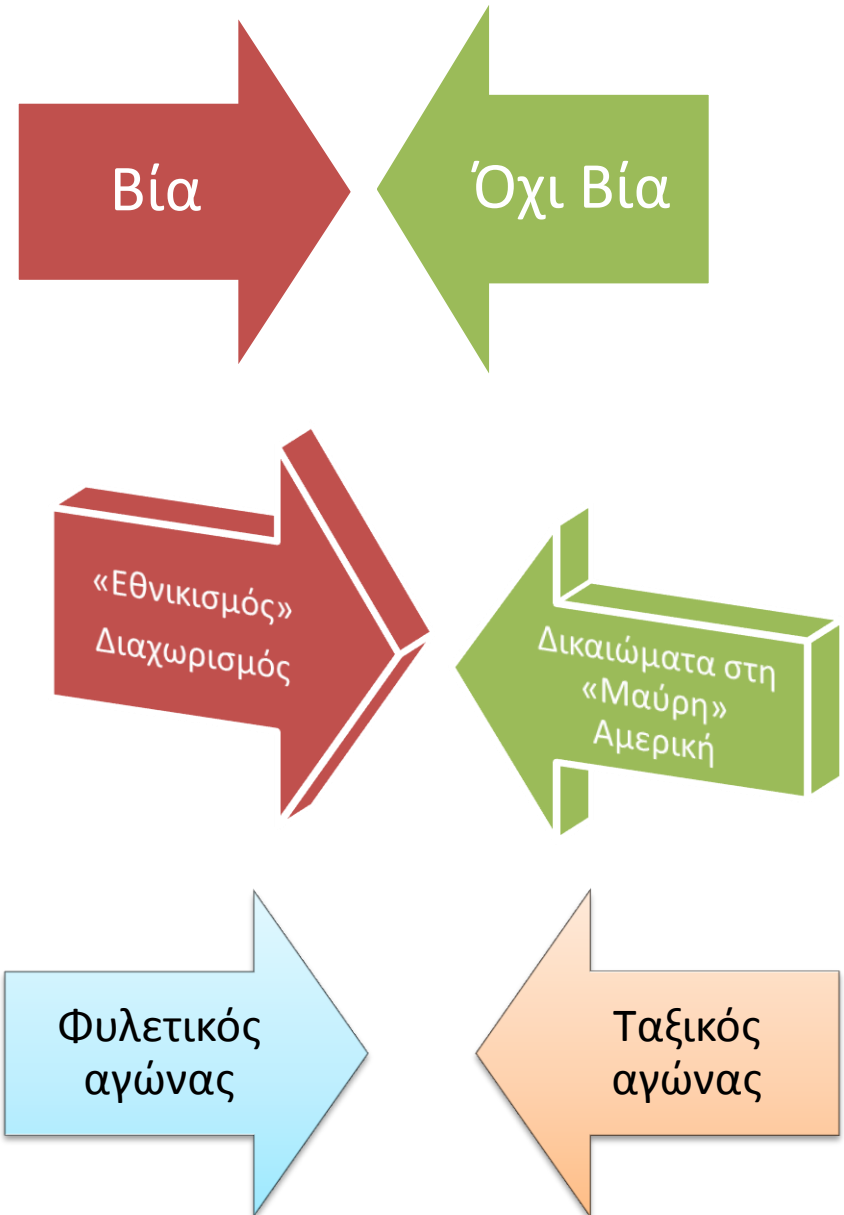 Βία
Όχι Βία
«Εθνικισμός»
Διαχωρισμός
Δικαιώματα στη
«Μαύρη»
Αμερική
Φυλετικός
αγώνας
Ταξικός
αγώνας